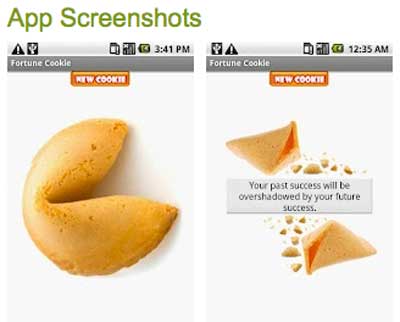 App Screenshots
3:41 PM
Fortune Cookie
NEW COOKIE
12:35 AM
Fortune Cookie
NEW COOKIE
Your past success will be
overshadowed by your future
success.